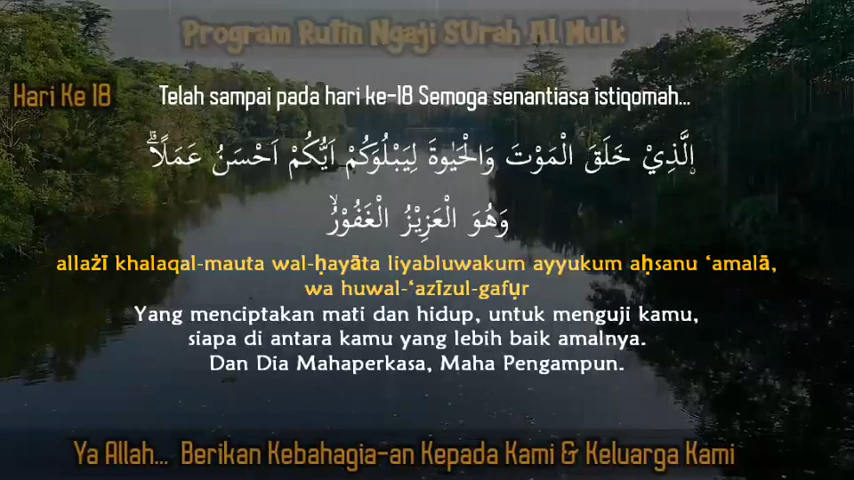 Program Rutin Ngaji SUrah Al Mulk
Hari Ke 18
Telah sampai pada hari ke-18 Semoga senantiasa istiqomah...
ࣙالَّذِيْ خَلَقَ الْمَوْتَ وَالْحَيٰوةَ لِيَبْلُوَكُمْ اَيُّكُمْ اَحْسَنُ عَمَلًاۗ
وَهُوَ الْعَزِيْزُ الْغَفُوْرُۙ
allażī khalaqal-mauta wal-ḥayāta liyabluwakum ayyukum aḥsanu ‘amalā,
wa huwal-‘azīzul-gafụr
Yang menciptakan mati dan hidup, untuk menguji kamu,
siapa di antara kamu yang lebih baik amalnya.
Dan Dia Mahaperkasa, Maha Pengampun.
Ya Allah... Berikan Kebahagia-an Kepada Kami & Keluarga Kami